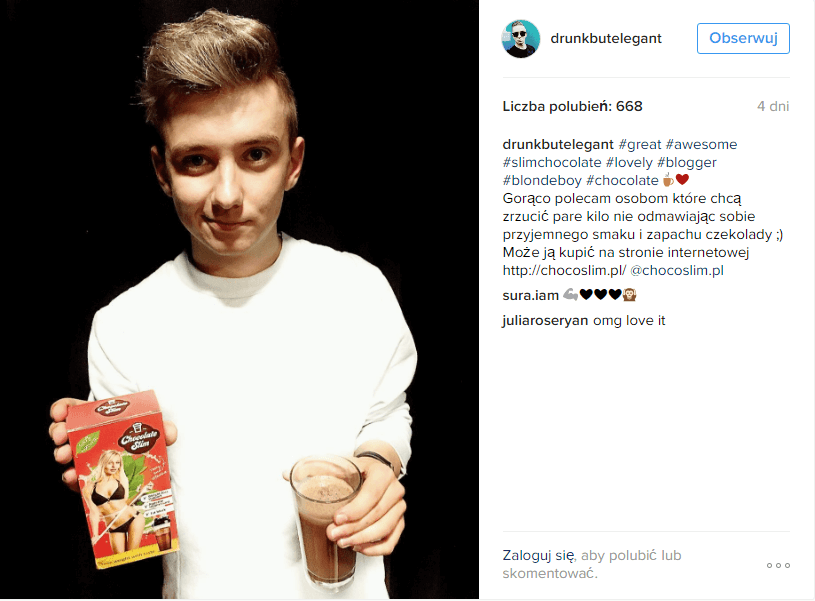 drunkbutelegant
Obserwuj
Liczba polubień: 668
4 dni
drunkbutelegant #great #awesome
#slimchocolate #lovely #blogger
#blondeboy #chocolate ☕❤
Gorąco polecam osobom które chcą
zrzucić pare kilo nie odmawiając sobie
przyjemnego smaku i zapachu czekolady ;)
Może ją kupić na stronie internetowej
http://chocoslim.pl/ @chocoslim.pl
sura.iam 💪🖤🖤🖤🙉
juliaroseryan omg love it
Zaloguj się, aby polubić lub
skomentować.
Chocolate
Slim
Chocolate
Slim